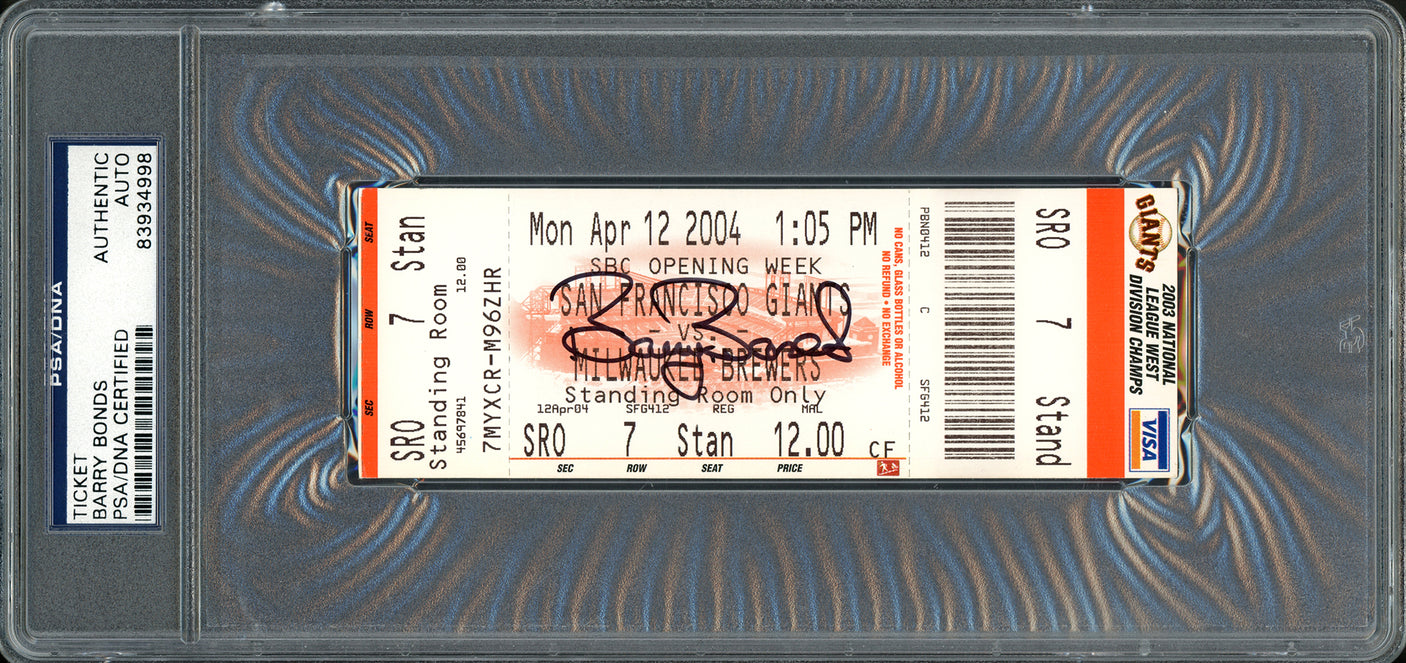 PSA/DNA
TICKET
BARRY BONDS
PSA/DNA CERTIFIED
AUTHENTIC
AUTO
83934998
SEC ROW SEAT
SRO 7 Stan
Standing Room
45697841 12.00
7MYXCR-M96ZHR
Mon Apr 12 2004 1:05 PM
SBC OPENING WEEK
SAN FRANCISCO GIANTS
- VS. -
MILWAUKEE BREWERS
Barry Bonds
Standing Room Only
12Apr04 SFG412 REG MAL
SRO 7 Stan 12.00 CF
SEC ROW SEAT PRICE
NO CANS, GLASS BOTTLES OR ALCOHOL
NO REFUND • NO EXCHANGE
PBN0412 C SFG412
SRO 7 Stand
GIANTS
2003 NATIONAL
LEAGUE WEST
DIVISION CHAMPS
VISA